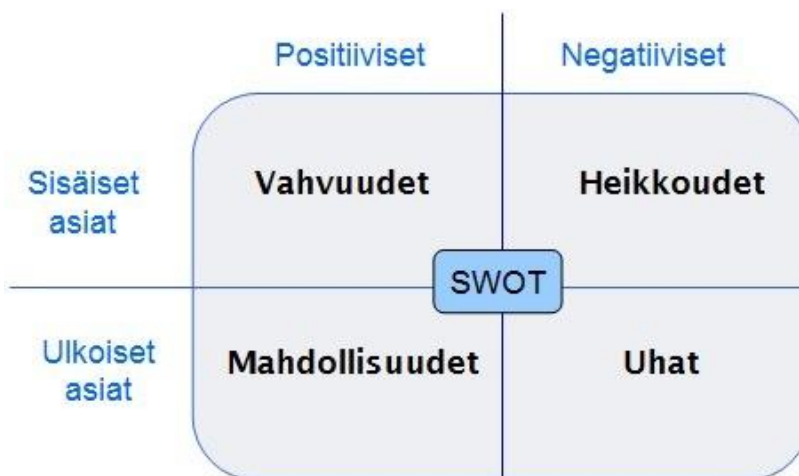 Positiiviset
Negatiiviset
Sisäiset
asiat
Vahvuudet
Heikkoudet
SWOT
Ulkoiset
asiat
Mahdollisuudet
Uhat